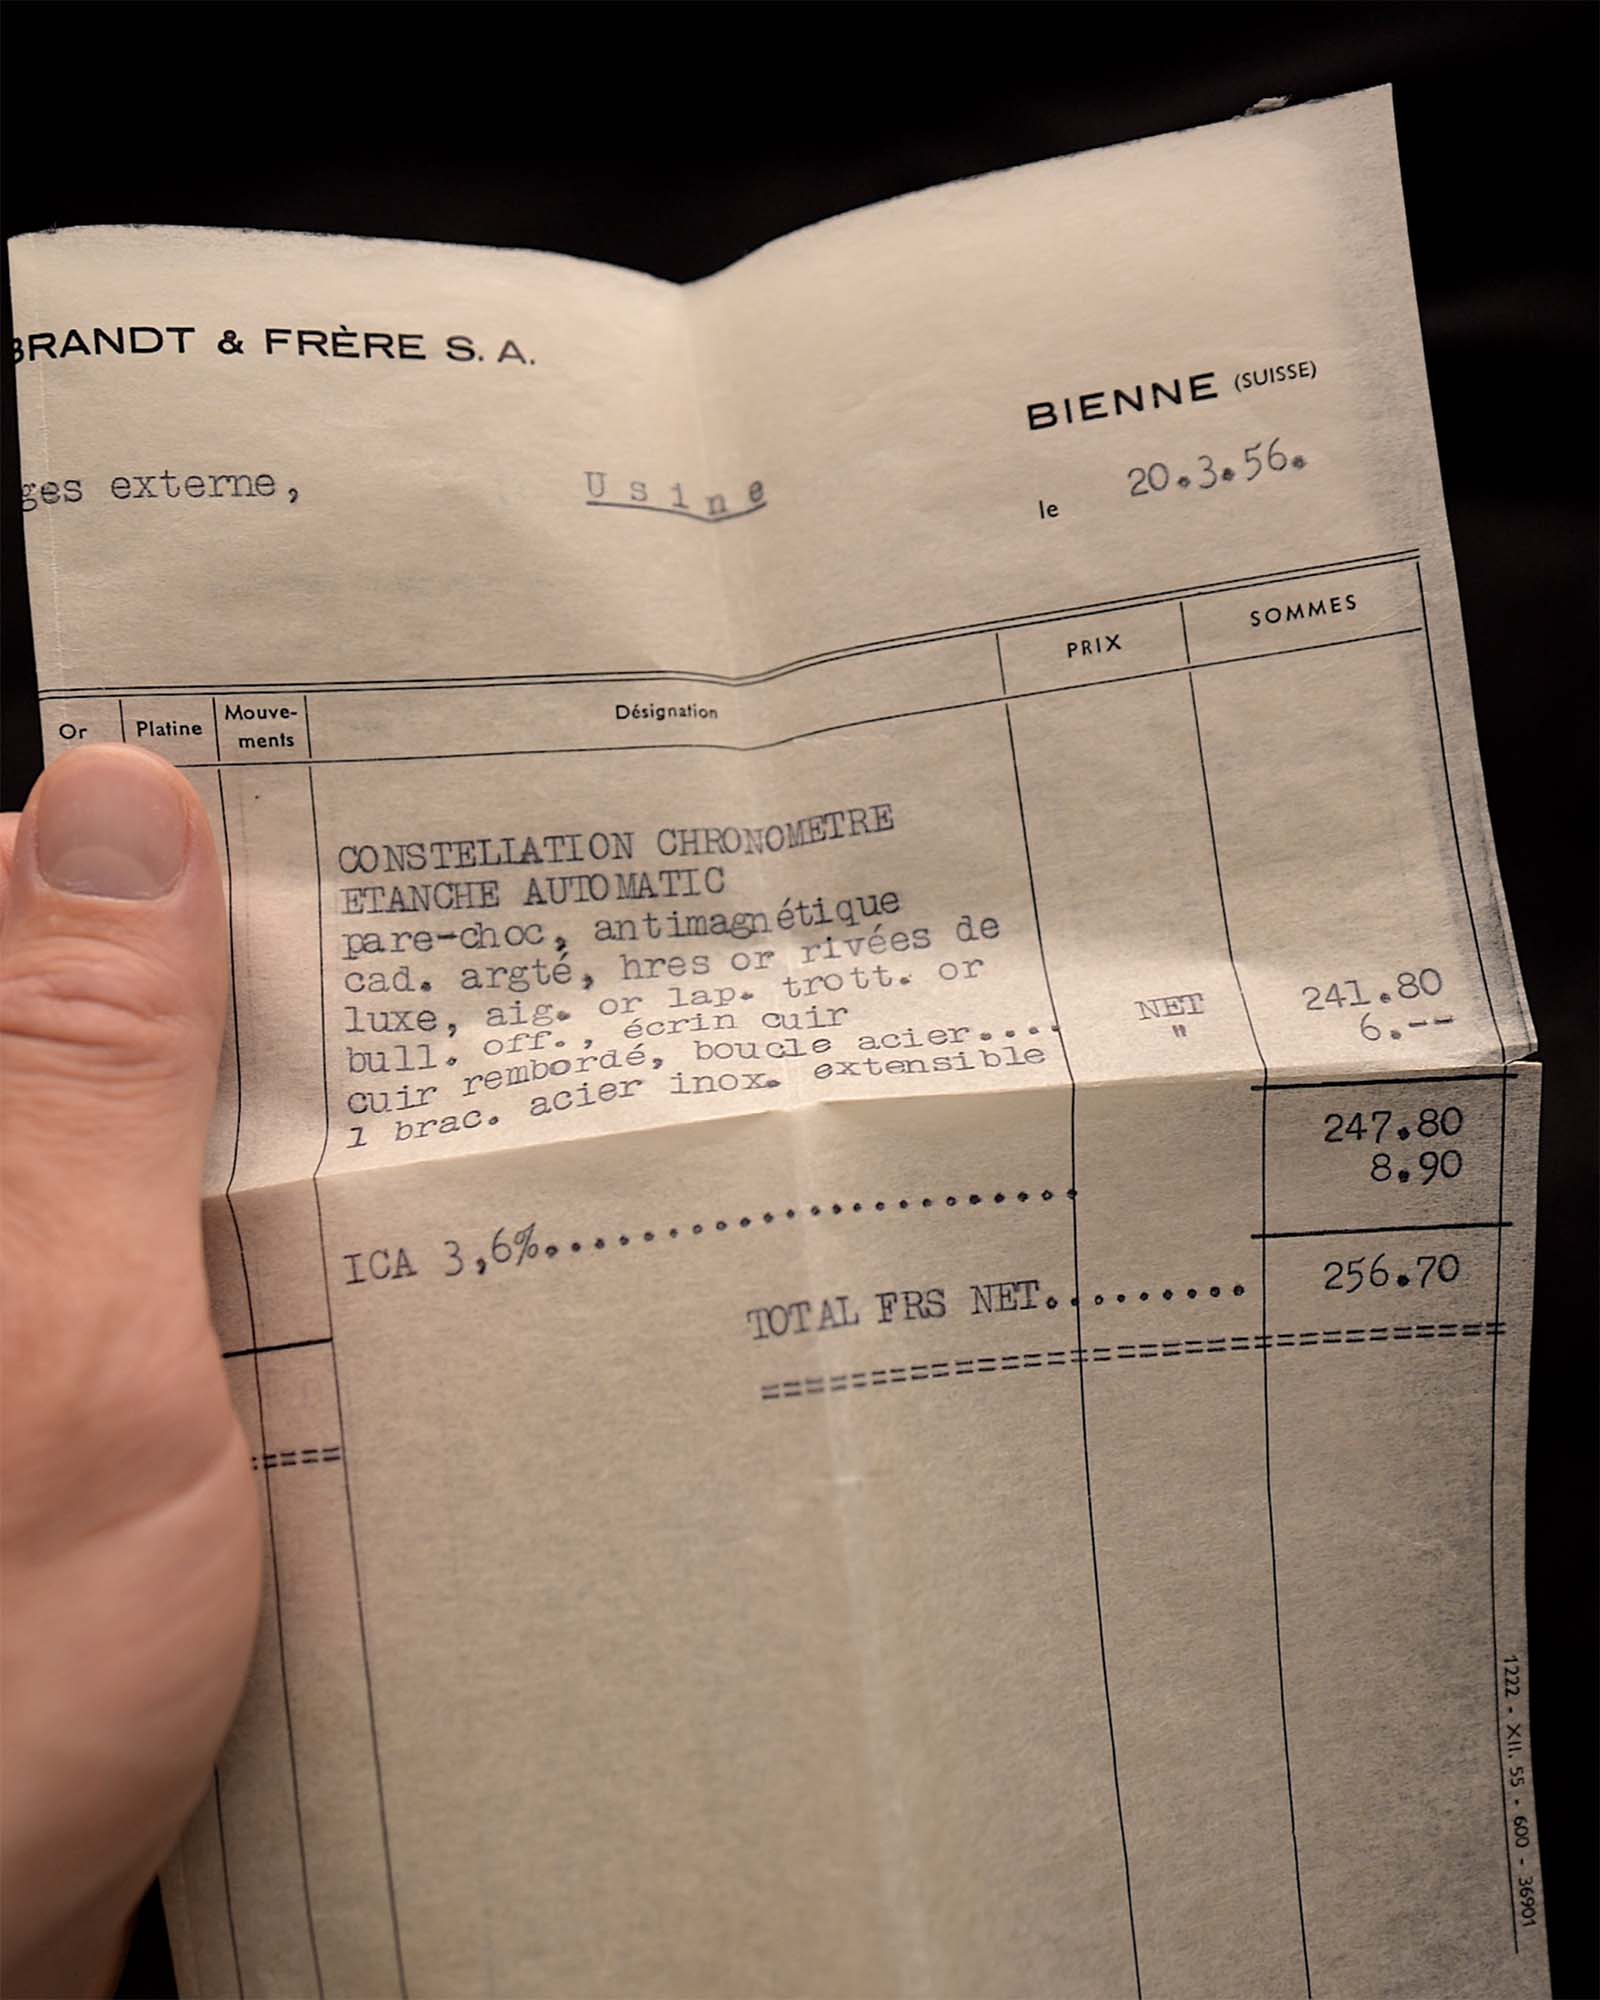 BRANDT & FRÈRE S. A.
BIENNE (SUISSE)
ges externe, Usine
le 20.3.56.
Or Platine Mouve-ments Désignation PRIX SOMMES
CONSTELIATION CHRONOMETRE
ETANCHE AUTOMATIC
pare-choc, antimagnétique
cad. argté, hres or rivées de
luxe, aig. or lap. trott. or
bull. off., écrin cuir
cuir rembordé, boucle acier.... NET 241.80
1 brac. acier inox. extensible " 6.--
247.80
ICA 3,6%....................... 8.90
TOTAL FRS NET......... 256.70
==================================
====
1222 - XII. 55 - 600 - 36901